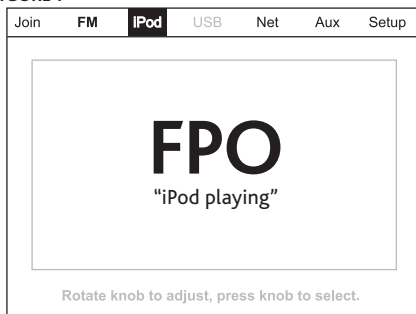 Join FM iPod USB Net Aux Setup
FPO
“iPod playing”
Rotate knob to adjust, press knob to select.